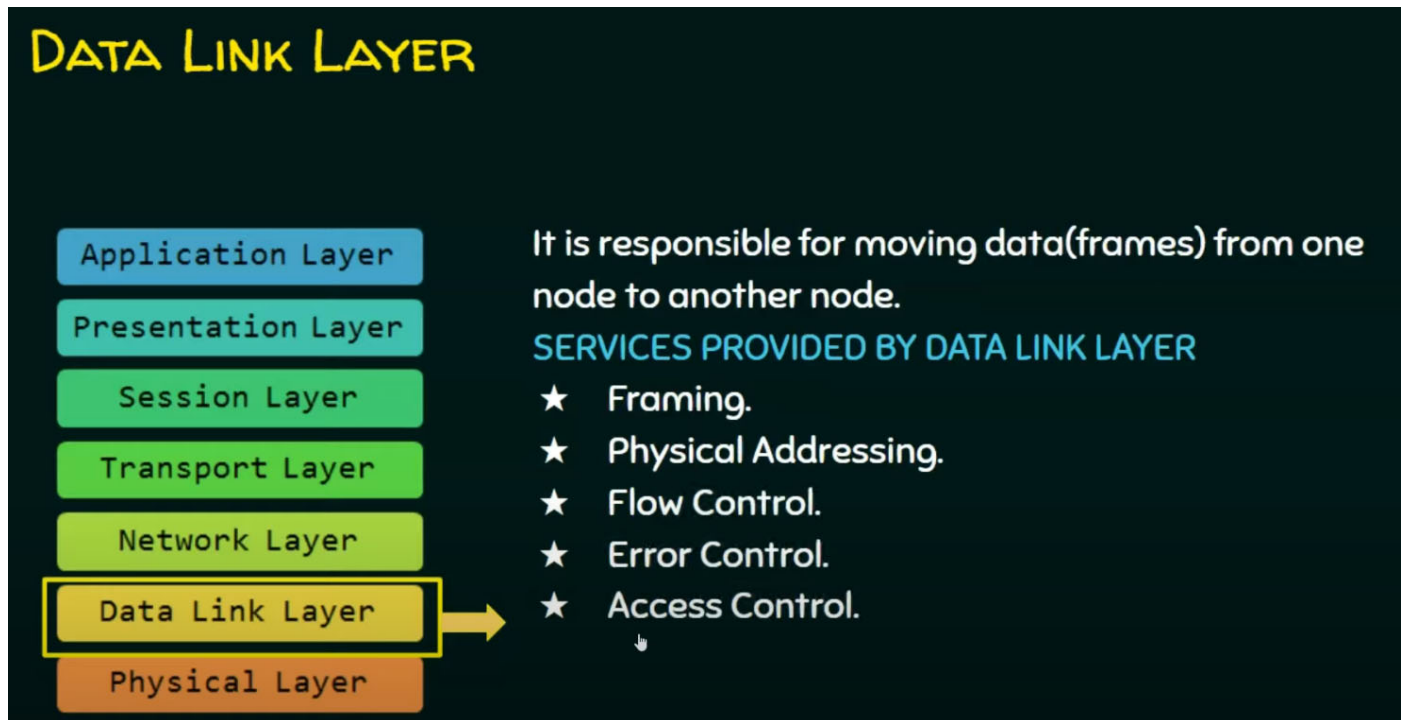 DATA LINK LAYER
Application Layer
Presentation Layer
Session Layer
Transport Layer
Network Layer
Data Link Layer
Physical Layer
It is responsible for moving data(frames) from one
node to another node.
SERVICES PROVIDED BY DATA LINK LAYER
★ Framing.
★ Physical Addressing.
★ Flow Control.
★ Error Control.
★ Access Control.